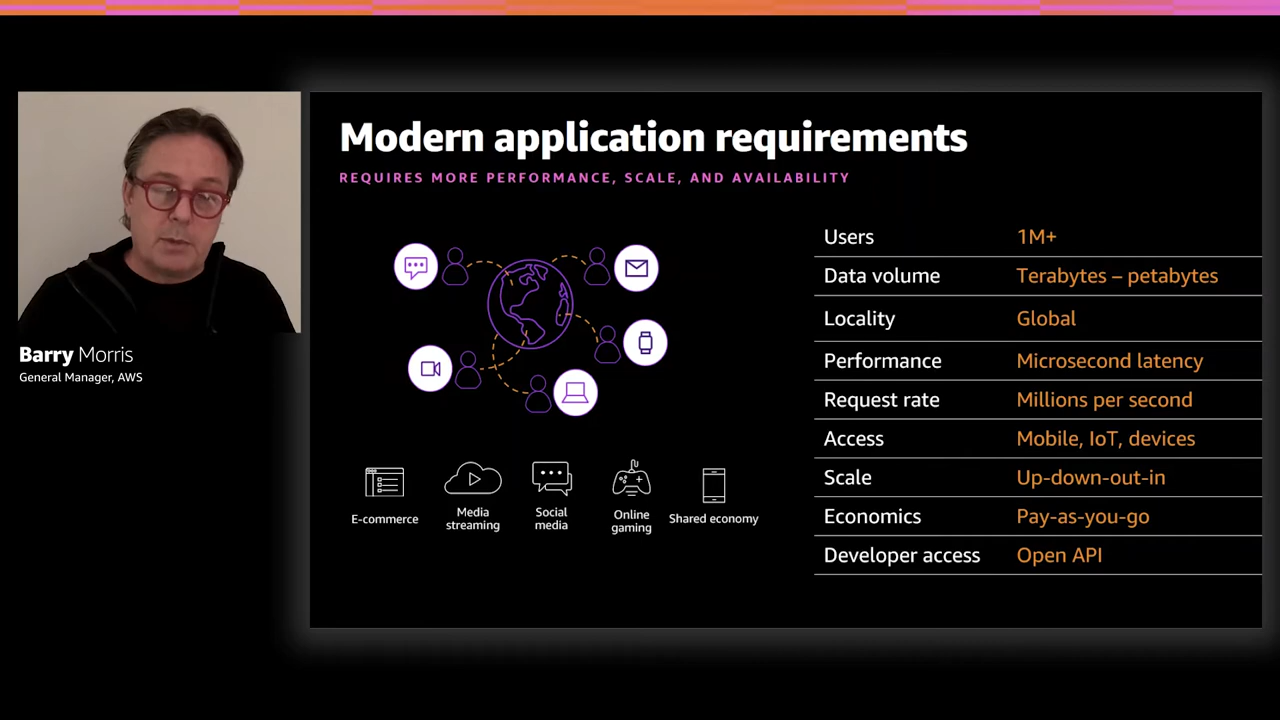 Modern application requirements
REQUIRES MORE PERFORMANCE, SCALE, AND AVAILABILITY
Barry Morris
General Manager, AWS
E-commerce
Media
streaming
Social
media
Online
gaming
Shared economy
Users 1M+
Data volume Terabytes – petabytes
Locality Global
Performance Microsecond latency
Request rate Millions per second
Access Mobile, IoT, devices
Scale Up-down-out-in
Economics Pay-as-you-go
Developer access Open API